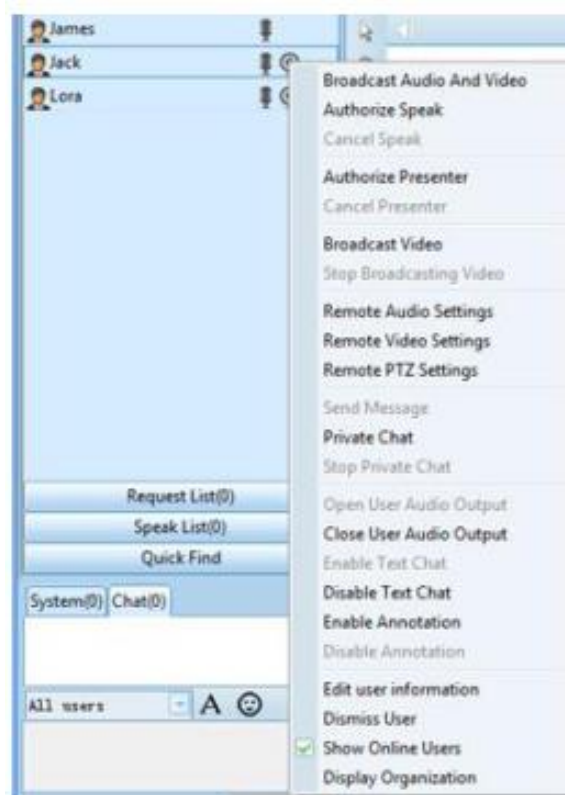 James
Jack
Lora
Broadcast Audio And Video
Authorize Speak
Cancel Speak
Authorize Presenter
Cancel Presenter
Broadcast Video
Stop Broadcasting Video
Remote Audio Settings
Remote Video Settings
Remote PTZ Settings
Send Message
Private Chat
Stop Private Chat
Open User Audio Output
Close User Audio Output
Enable Text Chat
Disable Text Chat
Enable Annotation
Disable Annotation
Edit user information
Dismiss User
Show Online Users
Display Organization
Request List(0)
Speak List(0)
Quick Find
System(0) Chat(0)
All users A